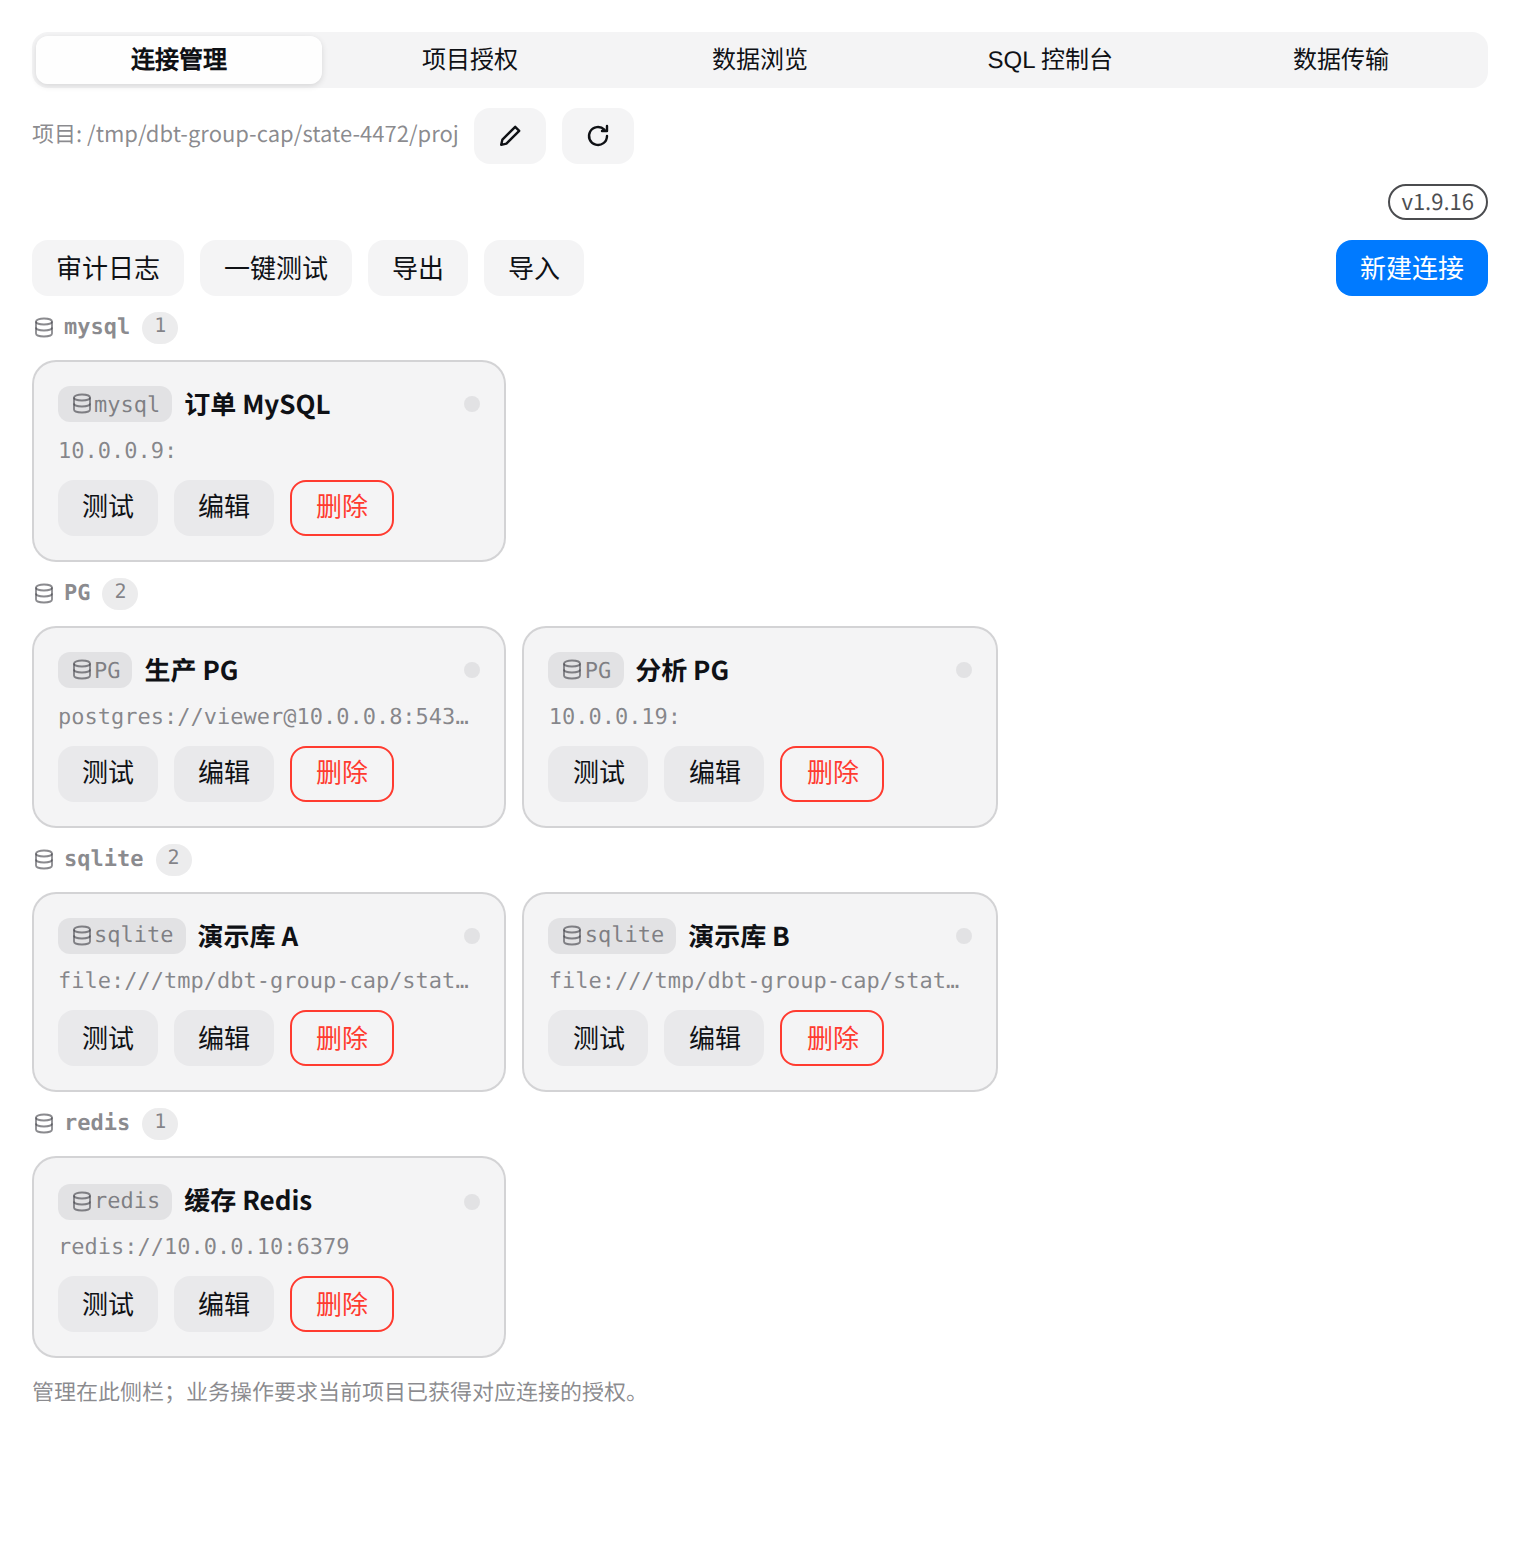 连接管理 项目授权 数据浏览 SQL 控制台 数据传输
项目: /tmp/dbt-group-cap/state-4472/proj
v1.9.16
审计日志 一键测试 导出 导入 新建连接
mysql 1
mysql 订单 MySQL
10.0.0.9:
测试 编辑 删除
PG 2
PG 生产 PG
postgres://viewer@10.0.0.8:543…
测试 编辑 删除
PG 分析 PG
10.0.0.19:
测试 编辑 删除
sqlite 2
sqlite 演示库 A
file:///tmp/dbt-group-cap/stat…
测试 编辑 删除
sqlite 演示库 B
file:///tmp/dbt-group-cap/stat…
测试 编辑 删除
redis 1
redis 缓存 Redis
redis://10.0.0.10:6379
测试 编辑 删除
管理在此侧栏；业务操作要求当前项目已获得对应连接的授权。